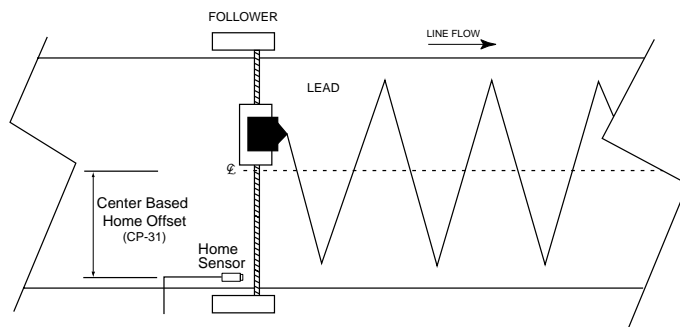 FOLLOWER
LINE FLOW
LEAD
℄
Center Based
Home Offset
(CP-31)
Home
Sensor